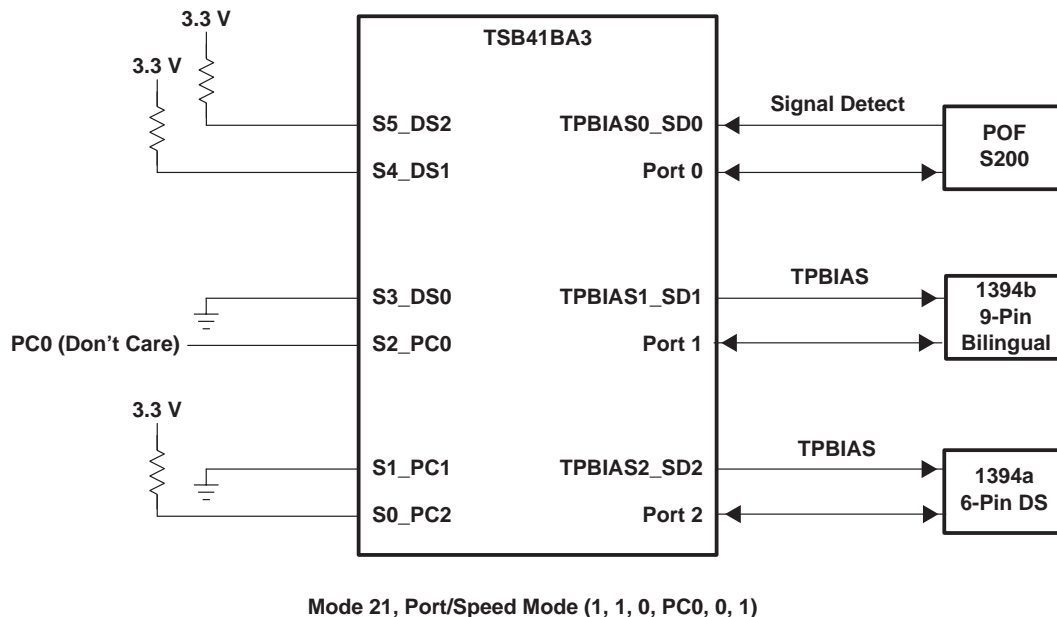 3.3 V
3.3 V
TSB41BA3
S5_DS2
TPBIAS0_SD0
Signal Detect
POF
S200
S4_DS1
Port 0
S3_DS0
TPBIAS1_SD1
TPBIAS
1394b
9-Pin
Bilingual
PC0 (Don't Care)
S2_PC0
Port 1
3.3 V
S1_PC1
TPBIAS2_SD2
TPBIAS
1394a
6-Pin DS
S0_PC2
Port 2
Mode 21, Port/Speed Mode (1, 1, 0, PC0, 0, 1)